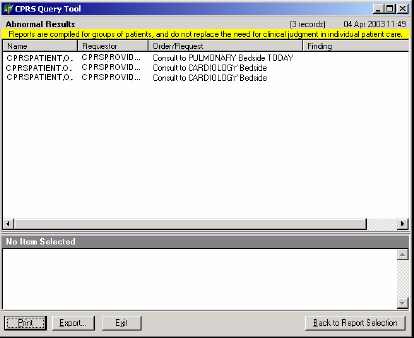 CPRS Query Tool
Abnormal Results [3 records] 04 Apr 2003 11:49
Reports are compiled for groups of patients, and do not replace the need for clinical judgment in individual patient care.
Name Requestor Order/Request Finding
CPRSPATIENT,O... CPRSPROVID... Consult to PULMONARY Bedside TODAY
CPRSPATIENT,O... CPRSPROVID... Consult to CARDIOLOGY Bedside
CPRSPATIENT,O... CPRSPROVID... Consult to CARDIOLOGY Bedside
No Item Selected
Print Export... Exit Back to Report Selection